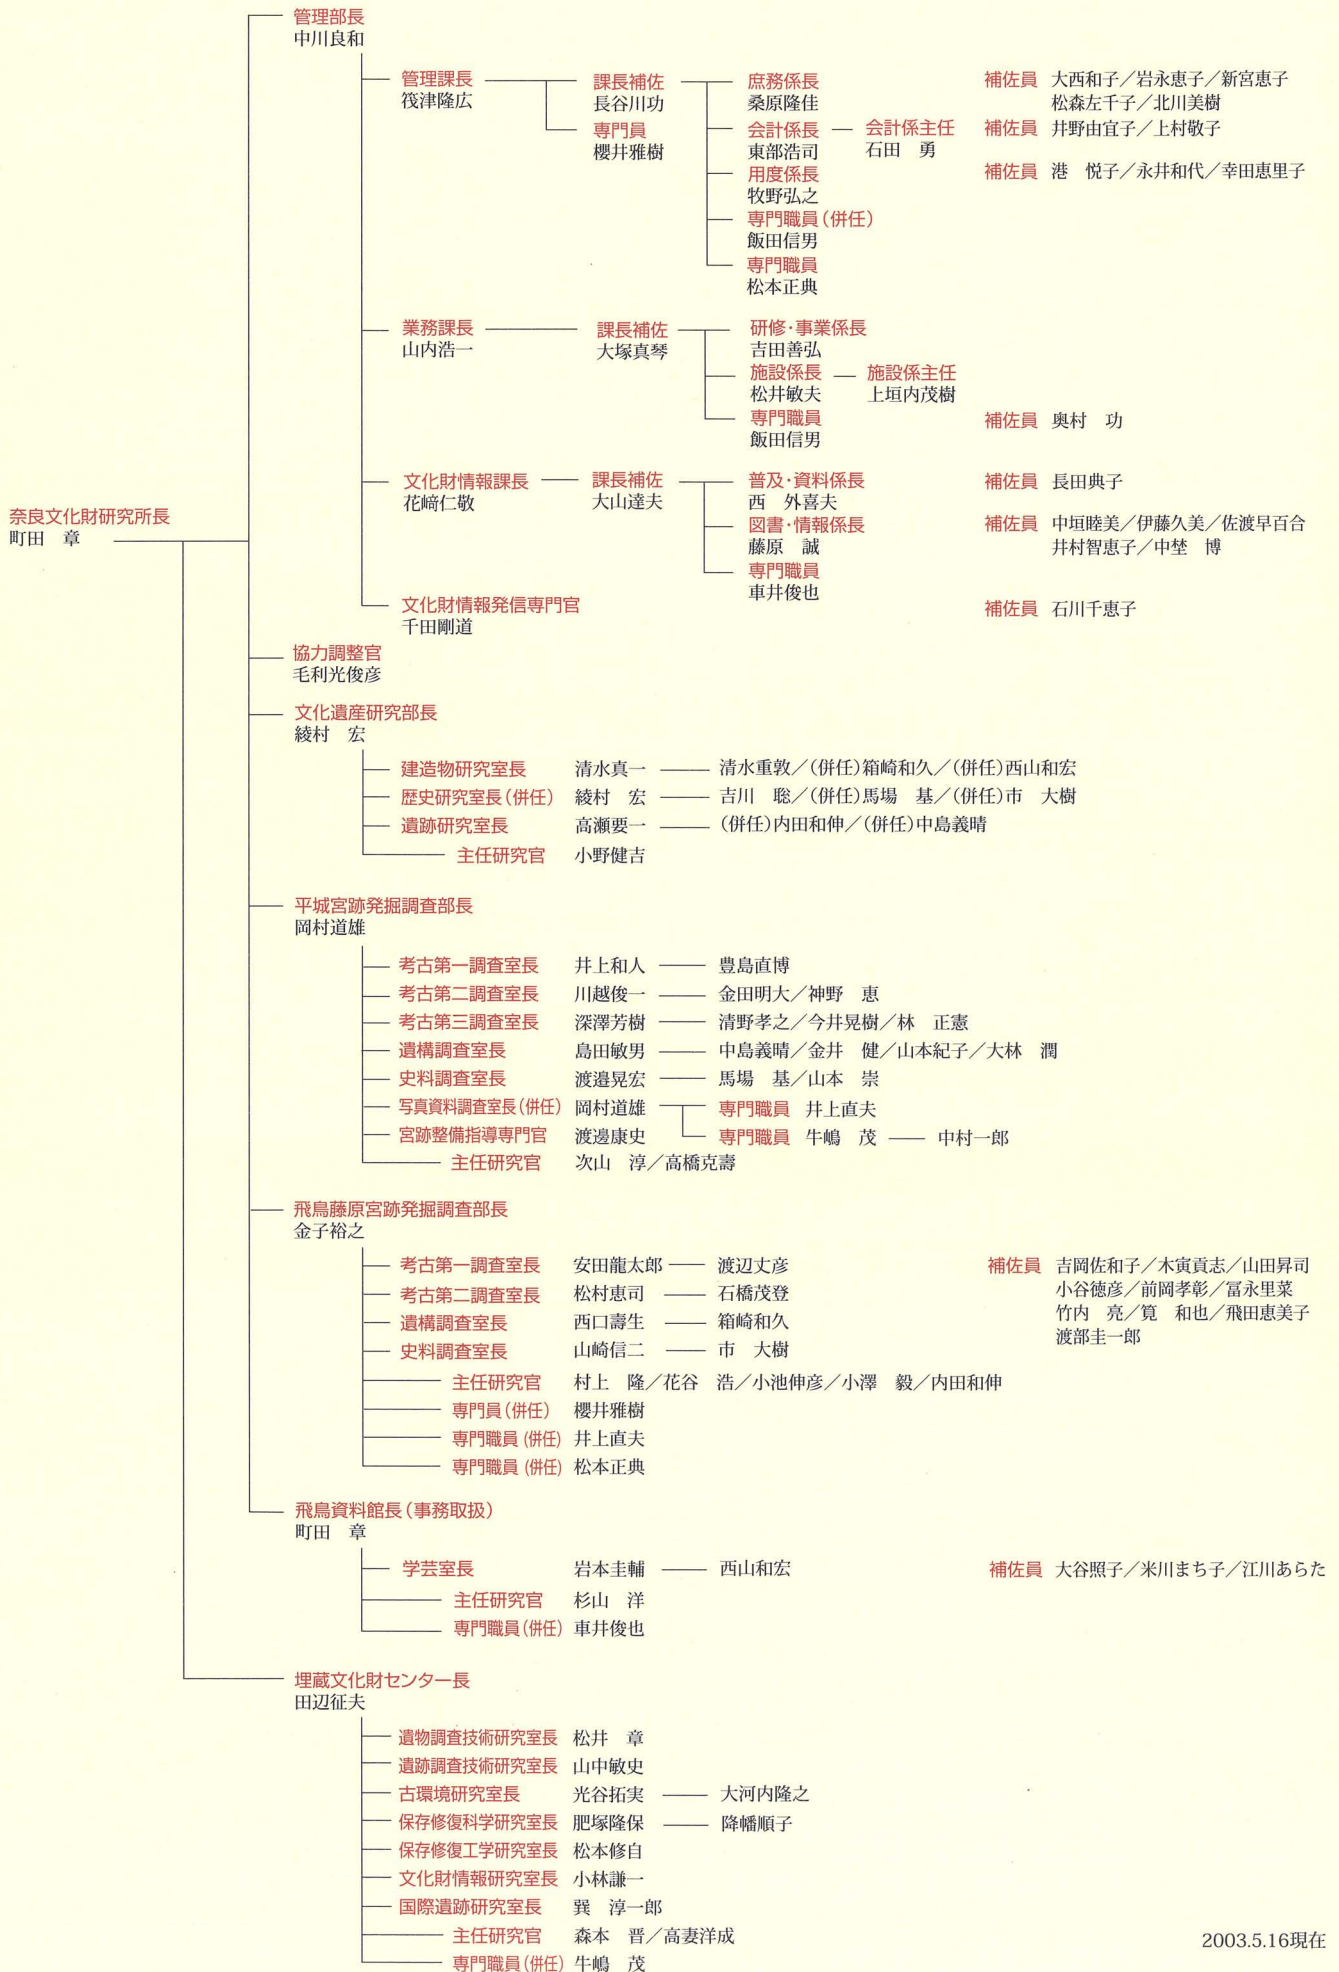 管理部長
中川良和
管理課長 課長補佐 庶務係長 補佐員 大西和子／岩永恵子／新宮恵子
筏津隆広 長谷川功 桑原隆佳 松森左千子／北川美樹
専門員 会計係長 会計係主任 補佐員 井野由宜子／上村敬子
櫻井雅樹 東部浩司 石田　勇
用度係長 補佐員 港　悦子／永井和代／幸田恵里子
牧野弘之
専門職員（併任）
飯田信男
専門職員
松本正典
業務課長 課長補佐 研修・事業係長
山内浩一 大塚真琴 吉田善弘
施設係長 施設係主任
松井敏夫 上垣内茂樹
専門職員 補佐員 奥村　功
飯田信男
文化財情報課長 課長補佐 普及・資料係長 補佐員 長田典子
花﨑仁敬 大山達夫 西　外喜夫
奈良文化財研究所長
町田　章
図書・情報係長 補佐員 中垣睦美／伊藤久美／佐渡早百合
藤原　誠 井村智恵子／中埜　博
専門職員
車井俊也
文化財情報発信専門官 補佐員 石川千恵子
千田剛道
協力調整官
毛利光俊彦
文化遺産研究部長
綾村　宏
建造物研究室長 清水真一 清水重敦／（併任）箱崎和久／（併任）西山和宏
歴史研究室長（併任） 綾村　宏 吉川　聡／（併任）馬場　基／（併任）市　大樹
遺跡研究室長 高瀬要一 （併任）内田和伸／（併任）中島義晴
主任研究官 小野健吉
平城宮跡発掘調査部長
岡村道雄
考古第一調査室長 井上和人 豊島直博
考古第二調査室長 川越俊一 金田明大／神野　恵
考古第三調査室長 深澤芳樹 清野孝之／今井晃樹／林　正憲
遺構調査室長 島田敏男 中島義晴／金井　健／山本紀子／大林　潤
史料調査室長 渡邉晃宏 馬場　基／山本　崇
写真資料調査室長（併任） 岡村道雄 専門職員 井上直夫
宮跡整備指導専門官 渡邊康史 専門職員 牛嶋　茂 中村一郎
主任研究官 次山　淳／高橋克壽
飛鳥藤原宮跡発掘調査部長
金子裕之
考古第一調査室長 安田龍太郎 渡辺丈彦 補佐員 吉岡佐和子／木寅貢志／山田昇司
考古第二調査室長 松村恵司 石橋茂登 小谷徳彦／前岡孝彰／冨永里菜
遺構調査室長 西口壽生 箱崎和久 竹内　亮／筧　和也／飛田恵美子
史料調査室長 山崎信二 市　大樹 渡部圭一郎
主任研究官 村上　隆／花谷　浩／小池伸彦／小澤　毅／内田和伸
専門員（併任） 櫻井雅樹
専門職員（併任） 井上直夫
専門職員（併任） 松本正典
飛鳥資料館長（事務取扱）
町田　章
学芸室長 岩本圭輔 西山和宏 補佐員 大谷照子／米川まち子／江川あらた
主任研究官 杉山　洋
専門職員（併任） 車井俊也
埋蔵文化財センター長
田辺征夫
遺物調査技術研究室長 松井　章
遺跡調査技術研究室長 山中敏史
古環境研究室長 光谷拓実 大河内隆之
保存修復科学研究室長 肥塚隆保 降幡順子
保存修復工学研究室長 松本修自
文化財情報研究室長 小林謙一
国際遺跡研究室長 巽　淳一郎
主任研究官 森本　晋／高妻洋成
専門職員（併任） 牛嶋　茂
2003.5.16現在